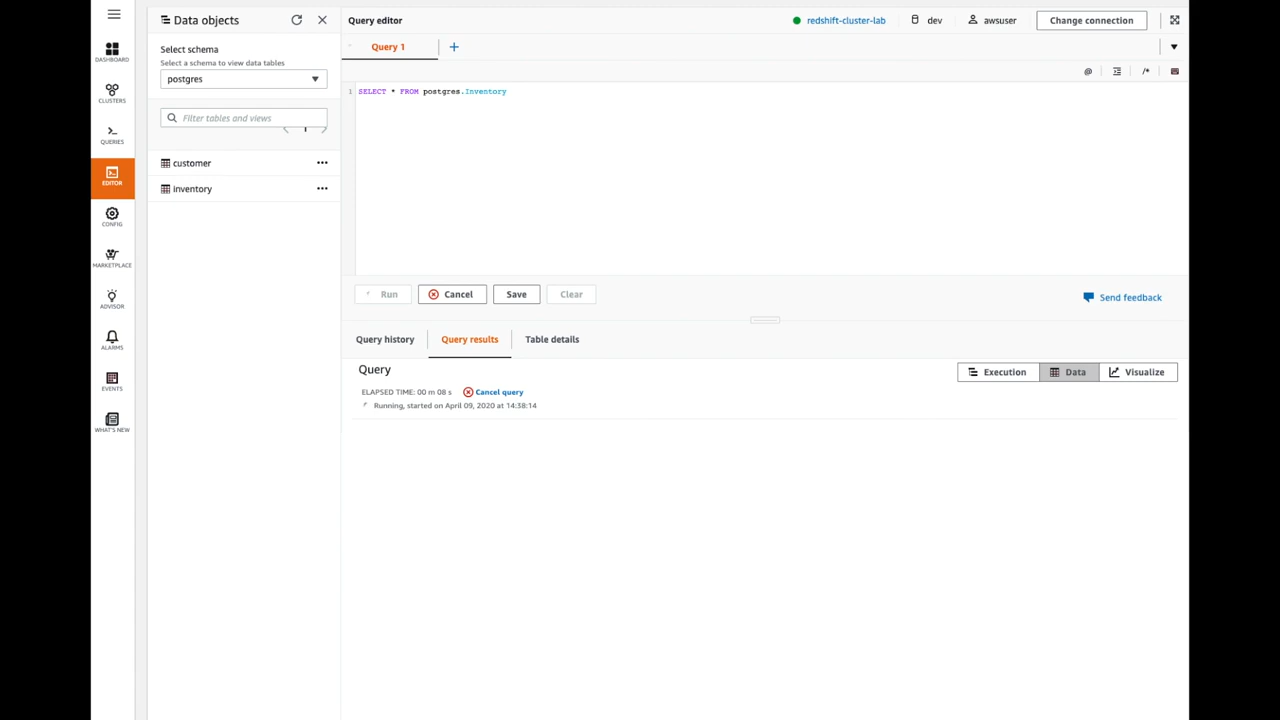 DASHBOARD
CLUSTERS
QUERIES
EDITOR
CONFIG
MARKETPLACE
ADVISOR
ALARMS
EVENTS
WHAT'S NEW
Data objects
Select schema
Select a schema to view data tables
postgres
Filter tables and views
1
customer
inventory
Query editor
redshift-cluster-lab
dev
awsuser
Change connection
Query 1
@ /*
1 SELECT * FROM postgres.Inventory
Run Cancel Save Clear
Send feedback
Query history Query results Table details
Query
Execution Data Visualize
ELAPSED TIME: 00 m 08 s Cancel query
Running, started on April 09, 2020 at 14:38:14